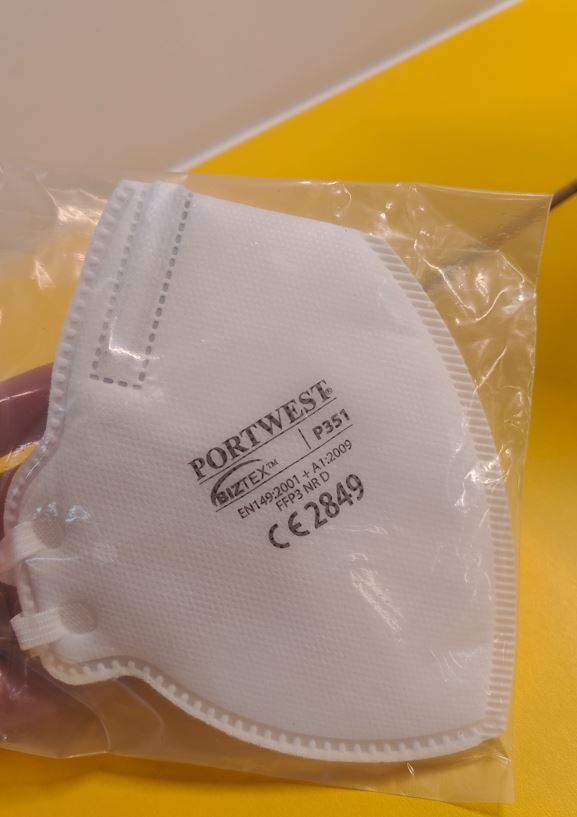 PORTWEST®
BIZTEX™ | P351
EN149:2001 + A1:2009
FFP3 NR D
CE 2849